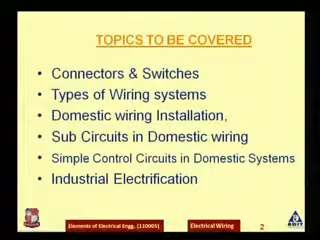 TOPICS TO BE COVERED
• Connectors & Switches
• Types of Wiring systems
• Domestic wiring Installation,
• Sub Circuits in Domestic wiring
• Simple Control Circuits in Domestic Systems
• Industrial Electrification
Elements of Electrical Engg. (110005)
Electrical Wiring
2
ADIT